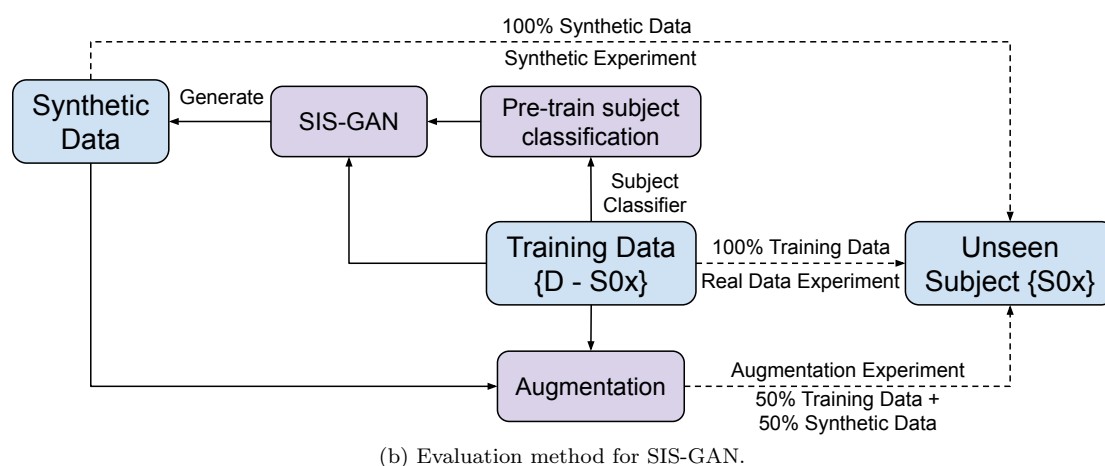 100% Synthetic Data
Synthetic Experiment
Synthetic
Data
Generate
SIS-GAN
Pre-train subject
classification
Subject
Classifier
Training Data
{D - S0x}
100% Training Data
Real Data Experiment
Unseen
Subject {S0x}
Augmentation
Augmentation Experiment
50% Training Data +
50% Synthetic Data
(b) Evaluation method for SIS-GAN.